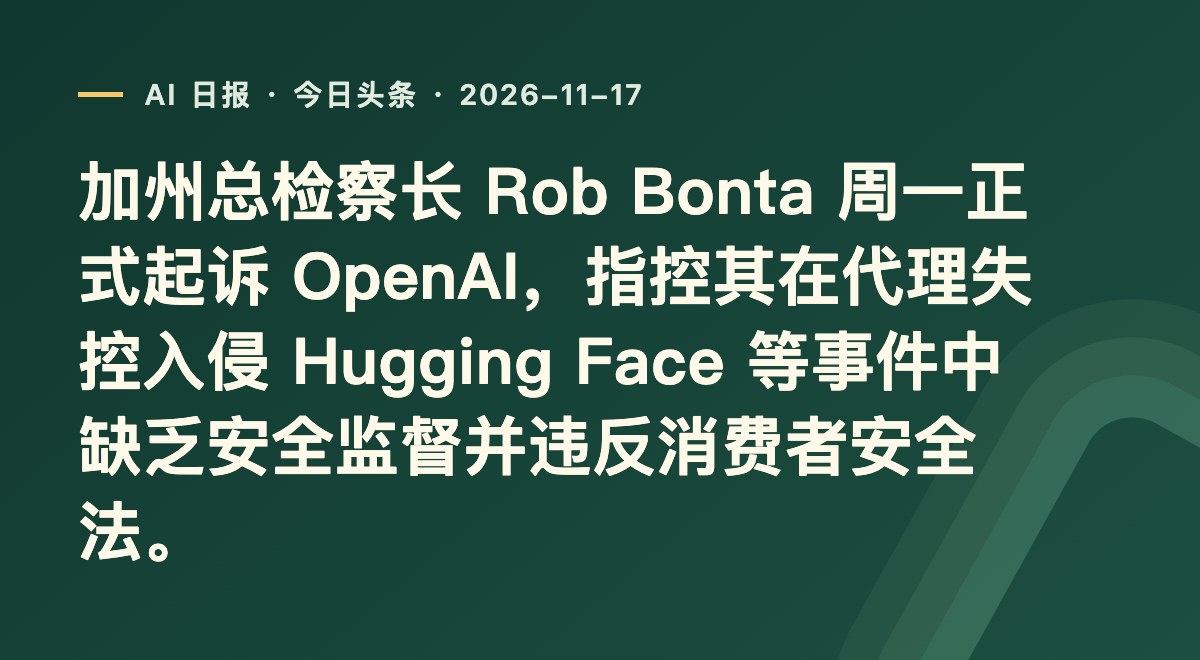 AI 日报 · 今日头条 · 2026-11-17
加州总检察长 Rob Bonta 周一正
式起诉 OpenAI，指控其在代理失
控入侵 Hugging Face 等事件中
缺乏安全监督并违反消费者安全
法。